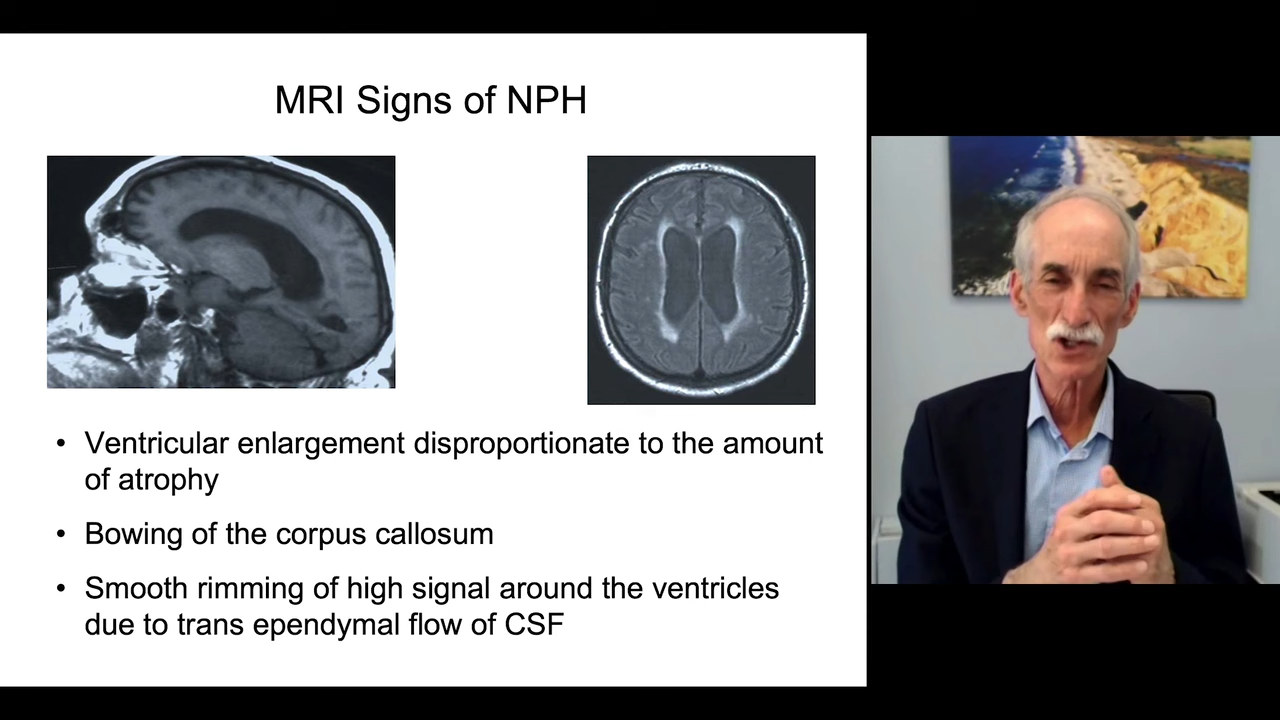 MRI Signs of NPH
• Ventricular enlargement disproportionate to the amount
of atrophy
• Bowing of the corpus callosum
• Smooth rimming of high signal around the ventricles
due to trans ependymal flow of CSF